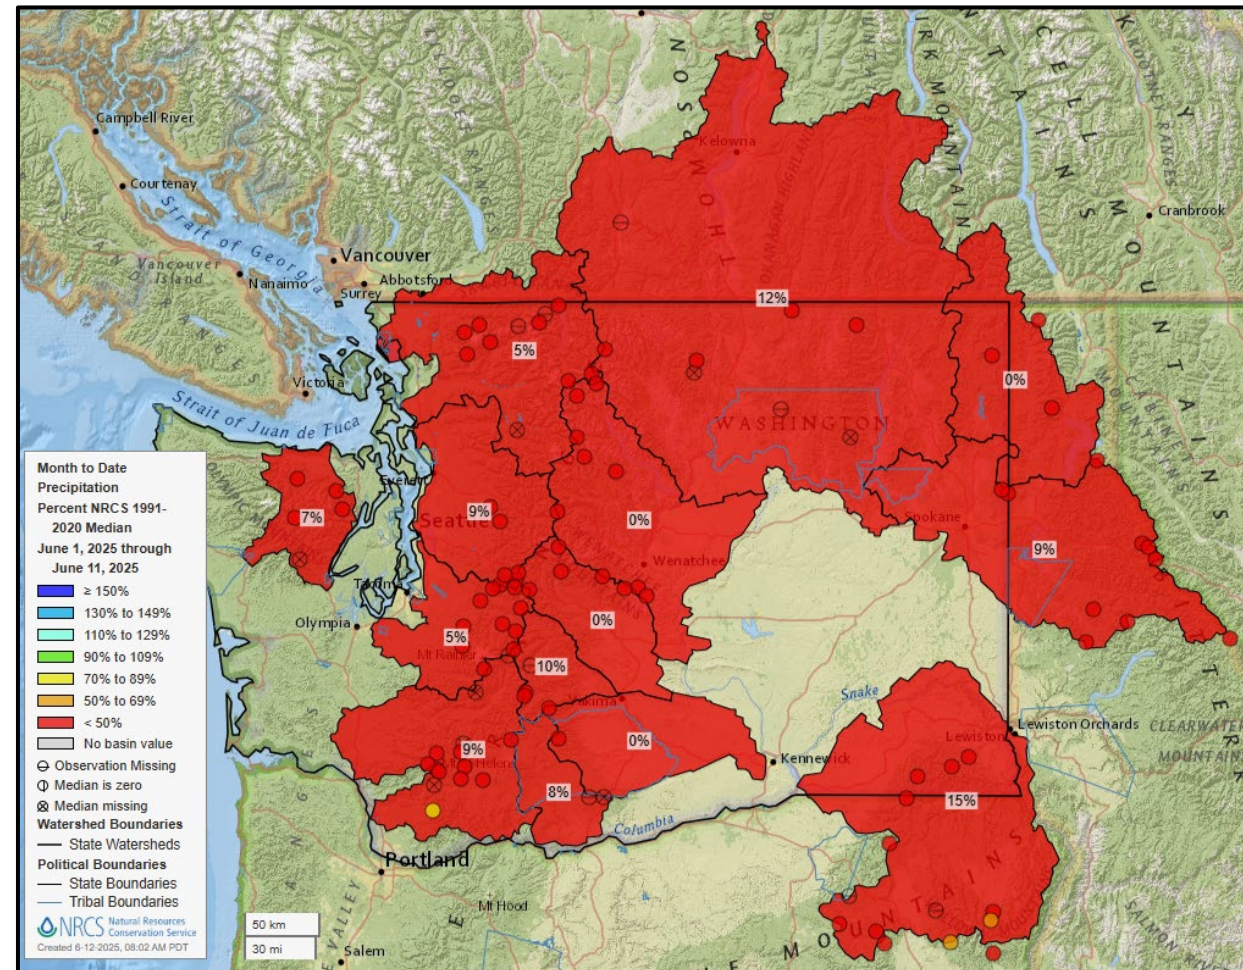 Campbell River
Courtenay
Strait of Georgia
Vancouver
Island
Nanaimo
Vancouver
Surrey
Abbotsford
Kelowna
Cranbrook
OKANAGAN HIGHLAND
Victoria
Strait of Juan de Fuca
12%
5%
0%
WASHINGTON
Everett
Seattle
9%
0%
7%
Wenatchee
Spokane
9%
Tacoma
Olympia
5%
Mt Rainier
0%
10%
Yakima
0%
Snake
Lewiston Orchards
Lewiston
CLEARWATER
MOUNTAINS
Kennewick
9%
8%
15%
Columbia
Portland
Mt Hood
Salem
SALMON RIVER
Month to Date
Precipitation
Percent NRCS 1991-
2020 Median
June 1, 2025 through
June 11, 2025
≥ 150%
130% to 149%
110% to 129%
90% to 109%
70% to 89%
50% to 69%
< 50%
No basin value
Observation Missing
Median is zero
Median missing
Watershed Boundaries
State Watersheds
Political Boundaries
State Boundaries
Tribal Boundaries
NRCS Natural Resources
Conservation Service
Created 6-12-2025, 08:02 AM PDT
50 km
30 mi